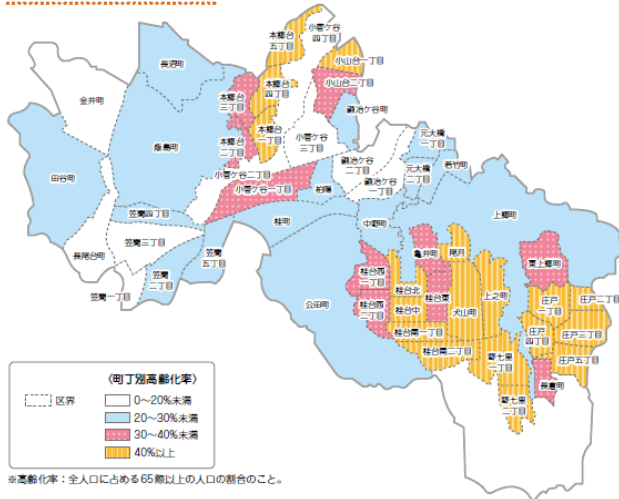 本郷台
五丁目
小菅ケ谷
四丁目
小山台一丁目
長沼町
本郷台
四丁目
小山台二丁目
金井町
本郷台
三丁目
鍛冶ケ谷町
本郷台
一丁目
元大橋
一丁目
飯島町
本郷台
二丁目
小菅ケ谷
三丁目
鍛冶ケ谷
二丁目
若竹町
田谷町
小菅ケ谷二丁目
鍛冶ケ谷
一丁目
元大橋
二丁目
小菅ケ谷一丁目
柏陽
上郷町
笠間四丁目
桂町
中野町
笠間三丁目
長尾台町
笠間
五丁目
亀井町
尾月
東上郷町
笠間
二丁目
桂台西
一丁目
桂台北
桂台東
上之町
庄戸
一丁目
庄戸二丁目
笠間一丁目
公田町
桂台西
二丁目
桂台中
犬山町
庄戸
四丁目
庄戸三丁目
桂台南一丁目
桂台南二丁目
野七里
一丁目
庄戸五丁目
長倉町
野七里
二丁目
〈町丁別高齢化率〉
区界
0〜20%未満
20〜30%未満
30〜40%未満
40%以上
※高齢化率：全人口に占める65際以上の人口の割合のこと。